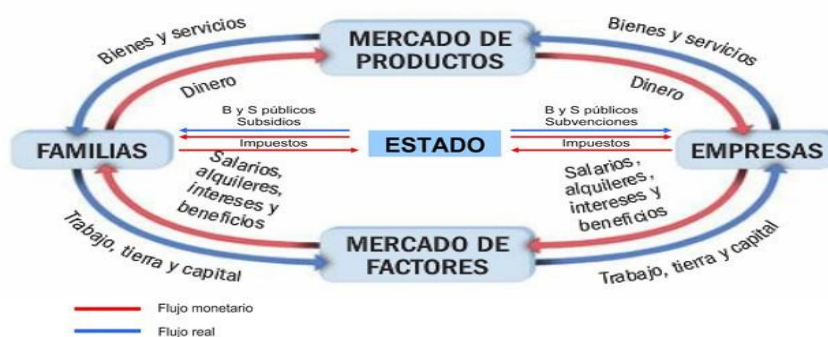 Bienes y servicios
MERCADO DE
PRODUCTOS
Bienes y servicios
Dinero
Dinero
B y S públicos
Subsidios
B y S públicos
Subvenciones
Impuestos
Impuestos
FAMILIAS
ESTADO
EMPRESAS
Salarios,
alquileres,
intereses y
beneficios
Salarios,
alquileres,
intereses y
beneficios
Trabajo, tierra y capital
MERCADO DE
FACTORES
Trabajo, tierra y capital
Flujo monetario
Flujo real